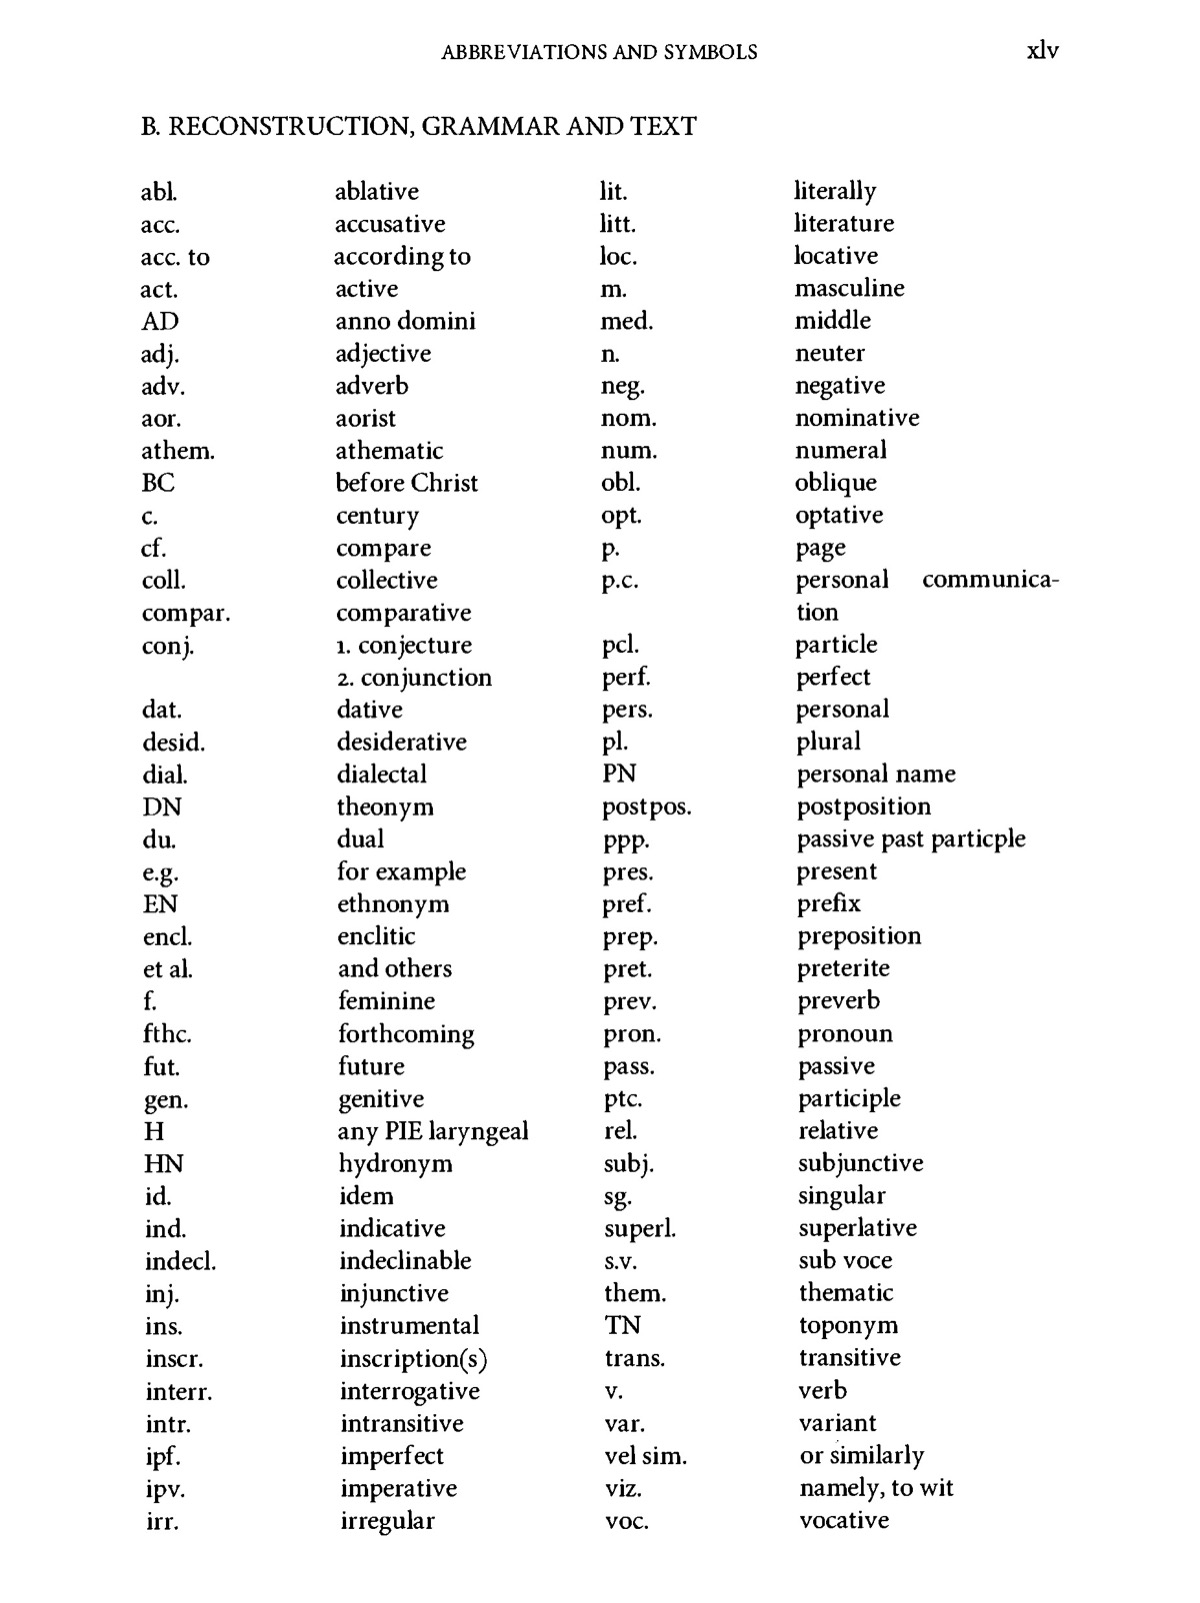 ABBREVIATIONS AND SYMBOLS xlv
B. RECONSTRUCTION, GRAMMAR AND TEXT
abl. ablative
acc. accusative
acc. to according to
act. active
AD anno domini
adj. adjective
adv. adverb
aor. aorist
athem. athematic
BC before Christ
c. century
cf. compare
coll. collective
compar. comparative
conj. 1. conjecture
2. conjunction
dat. dative
desid. desiderative
dial. dialectal
DN theonym
du. dual
e.g. for example
EN ethnonym
encl. enclitic
et al. and others
f. feminine
fthc. forthcoming
fut. future
gen. genitive
H any PIE laryngeal
HN hydronym
id. idem
ind. indicative
indecl. indeclinable
inj. injunctive
ins. instrumental
inscr. inscription(s)
interr. interrogative
intr. intransitive
ipf. imperfect
ipv. imperative
irr. irregular
lit. literally
litt. literature
loc. locative
m. masculine
med. middle
n. neuter
neg. negative
nom. nominative
num. numeral
obl. oblique
opt. optative
p. page
p.c. personal communica-
tion
pcl. particle
perf. perfect
pers. personal
pl. plural
PN personal name
postpos. postposition
ppp. passive past particple
pres. present
pref. prefix
prep. preposition
pret. preterite
prev. preverb
pron. pronoun
pass. passive
ptc. participle
rel. relative
subj. subjunctive
sg. singular
superl. superlative
s.v. sub voce
them. thematic
TN toponym
trans. transitive
v. verb
var. variant
vel sim. or similarly
viz. namely, to wit
voc. vocative